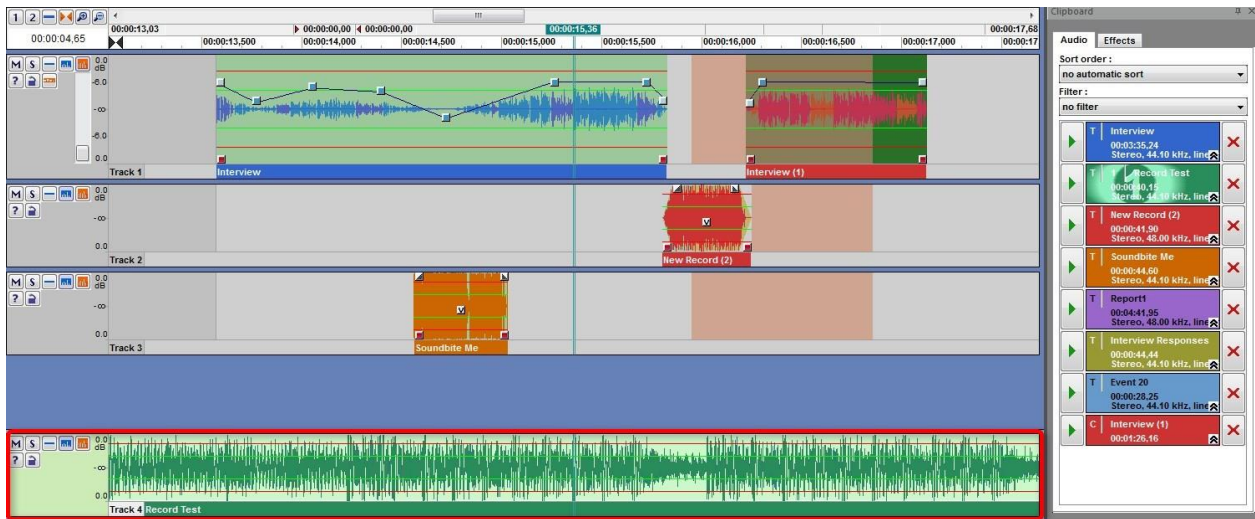 1 2
00:00:04,65
00:00:13,03 00:00:00,00 00:00:00,00 00:00:15,36 00:00:17,68
00:00:13,500 00:00:14,000 00:00:14,500 00:00:15,000 00:00:15,500 00:00:16,000 00:00:16,500 00:00:17,000 00:00:17
M S
?
0.0
dB
-6.0
-∞
-6.0
0.0
Track 1 Interview Interview (1)
M S
?
0.0
dB
-∞
0.0
V
Track 2 New Record (2)
M S
?
0.0
dB
-∞
0.0
V
Track 3 Soundbite Me
M S
?
0.0
dB
-∞
0.0
Track 4 Record Test
Clipboard
Audio Effects
Sort order :
no automatic sort
Filter :
no filter
T Interview
00:03:35.24
Stereo, 44.10 kHz, line
T Record Test
00:00:40.15
Stereo, 44.10 kHz, line
T New Record (2)
00:00:41.90
Stereo, 48.00 kHz, line
T Soundbite Me
00:00:44.60
Stereo, 44.10 kHz, line
T Report1
00:04:41.95
Stereo, 48.00 kHz, line
T Interview Responses
00:00:44.44
Stereo, 44.10 kHz, line
T Event 20
00:00:28.25
Stereo, 44.10 kHz, line
C Interview (1)
00:01:26.16